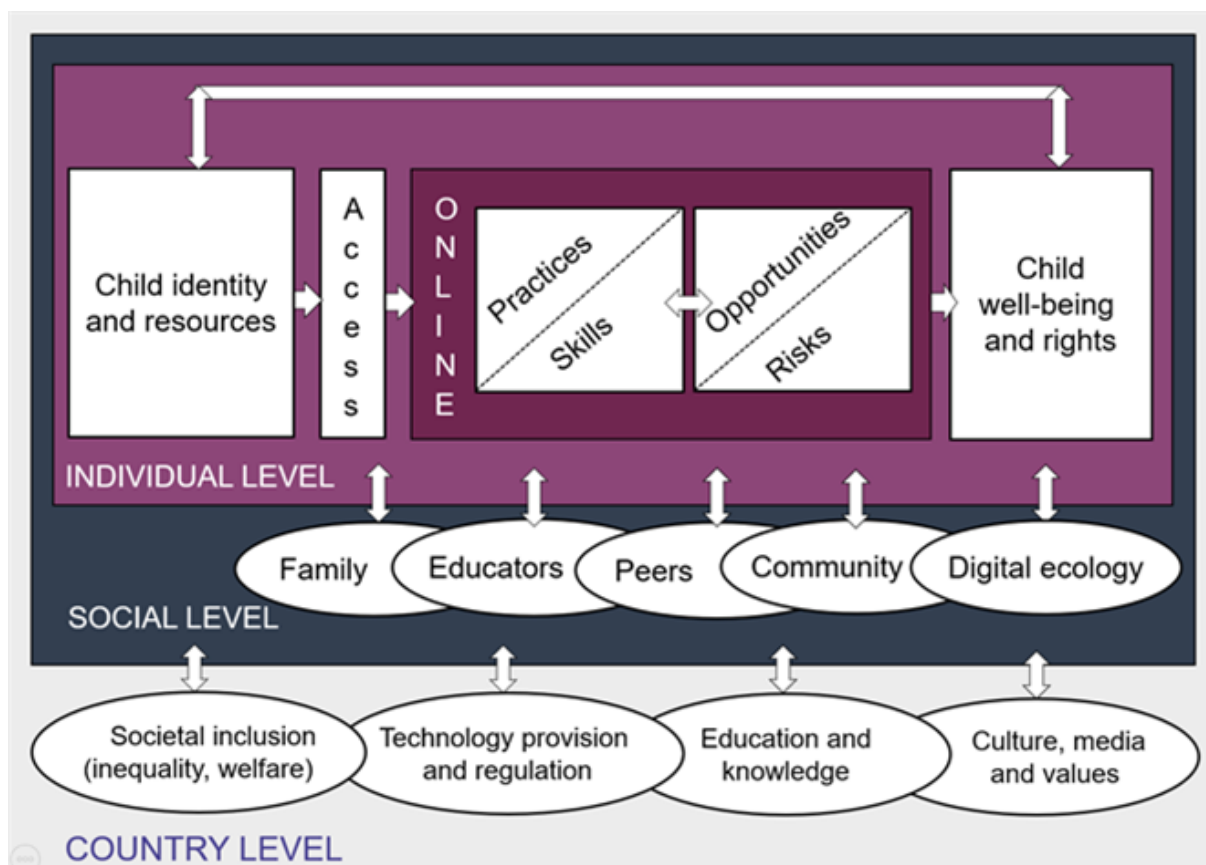 Child identity
and resources
Access
ONLINE
Practices
Skills
Opportunities
Risks
Child
well-being
and rights
INDIVIDUAL LEVEL
Family
Educators
Peers
Community
Digital ecology
SOCIAL LEVEL
Societal inclusion
(inequality, welfare)
Technology provision
and regulation
Education and
knowledge
Culture, media
and values
COUNTRY LEVEL